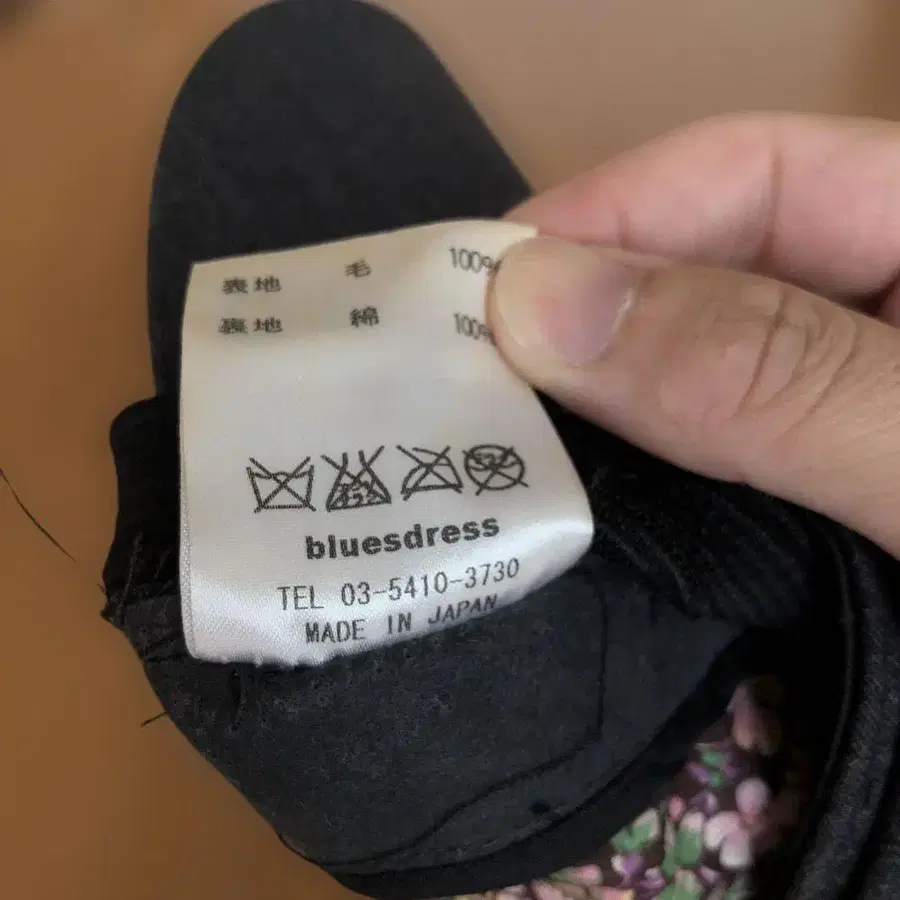 表地 毛 100%
裏地 綿 100%
bluesdress
TEL 03-5410-3730
MADE IN JAPAN